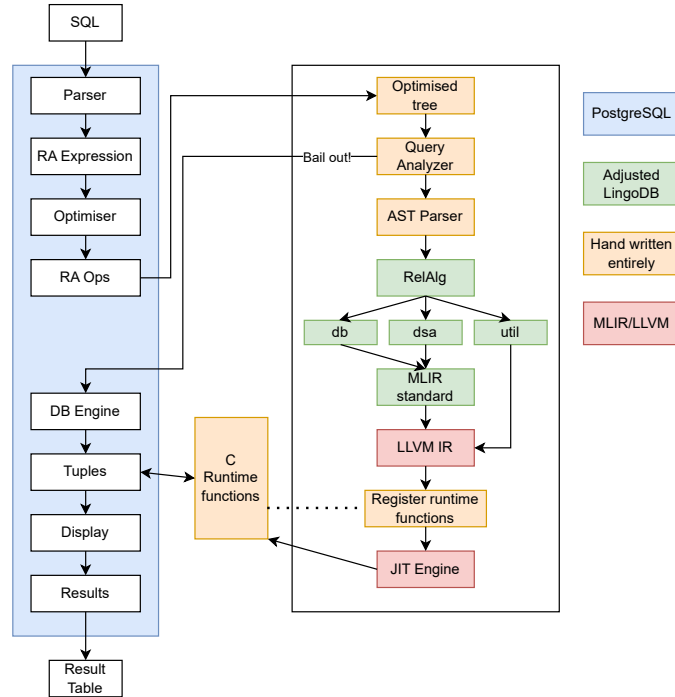 SQL
Parser
RA Expression
Optimiser
RA Ops
DB Engine
Tuples
Display
Results
Result
Table
Bail out!
C
Runtime
functions
Optimised
tree
Query
Analyzer
AST Parser
RelAlg
db
dsa
util
MLIR
standard
LLVM IR
Register runtime
functions
JIT Engine
PostgreSQL
Adjusted
LingoDB
Hand written
entirely
MLIR/LLVM